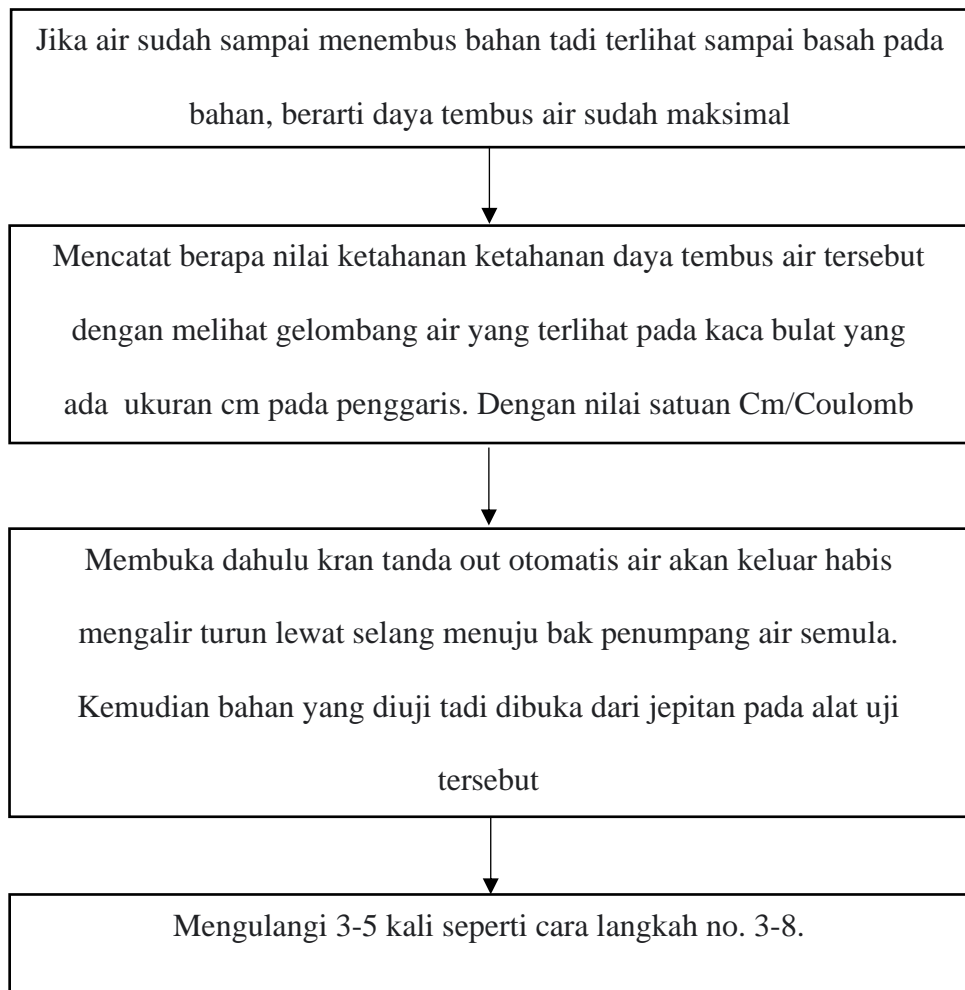 Jika air sudah sampai menembus bahan tadi terlihat sampai basah pada
bahan, berarti daya tembus air sudah maksimal
Mencatat berapa nilai ketahanan ketahanan daya tembus air tersebut
dengan melihat gelombang air yang terlihat pada kaca bulat yang
ada  ukuran cm pada penggaris. Dengan nilai satuan Cm/Coulomb
Membuka dahulu kran tanda out otomatis air akan keluar habis
mengalir turun lewat selang menuju bak penumpang air semula.
Kemudian bahan yang diuji tadi dibuka dari jepitan pada alat uji
tersebut
Mengulangi 3-5 kali seperti cara langkah no. 3-8.